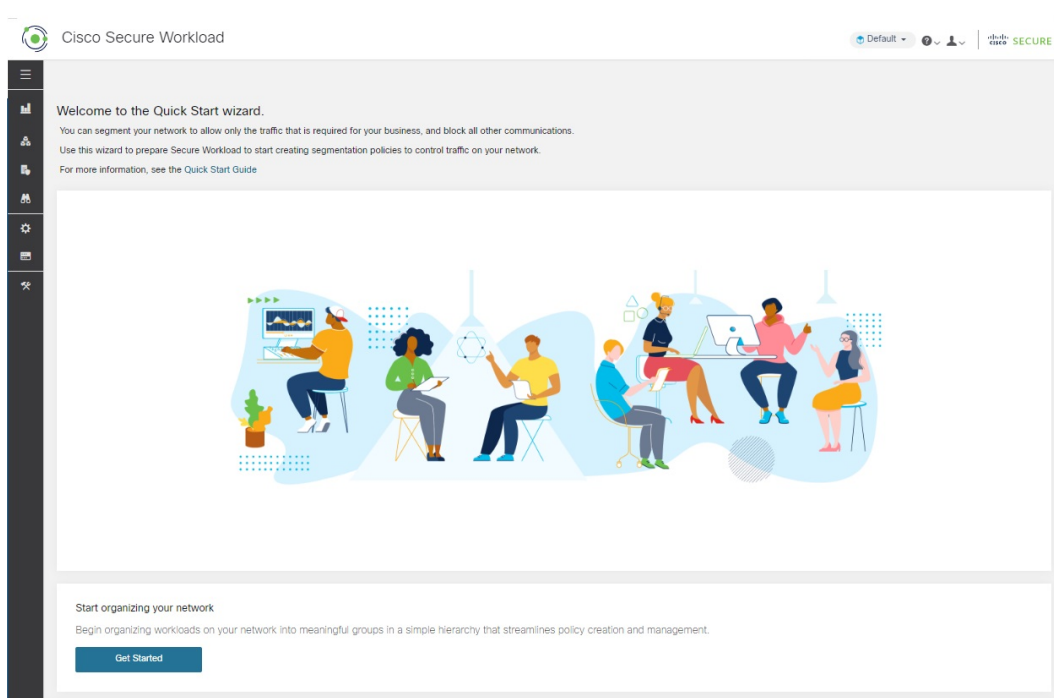 Cisco Secure Workload
Default
CISCO SECURE
Welcome to the Quick Start wizard.
You can segment your network to allow only the traffic that is required for your business, and block all other communications.
Use this wizard to prepare Secure Workload to start creating segmentation policies to control traffic on your network.
For more information, see the Quick Start Guide
Start organizing your network
Begin organizing workloads on your network into meaningful groups in a simple hierarchy that streamlines policy creation and management.
Get Started